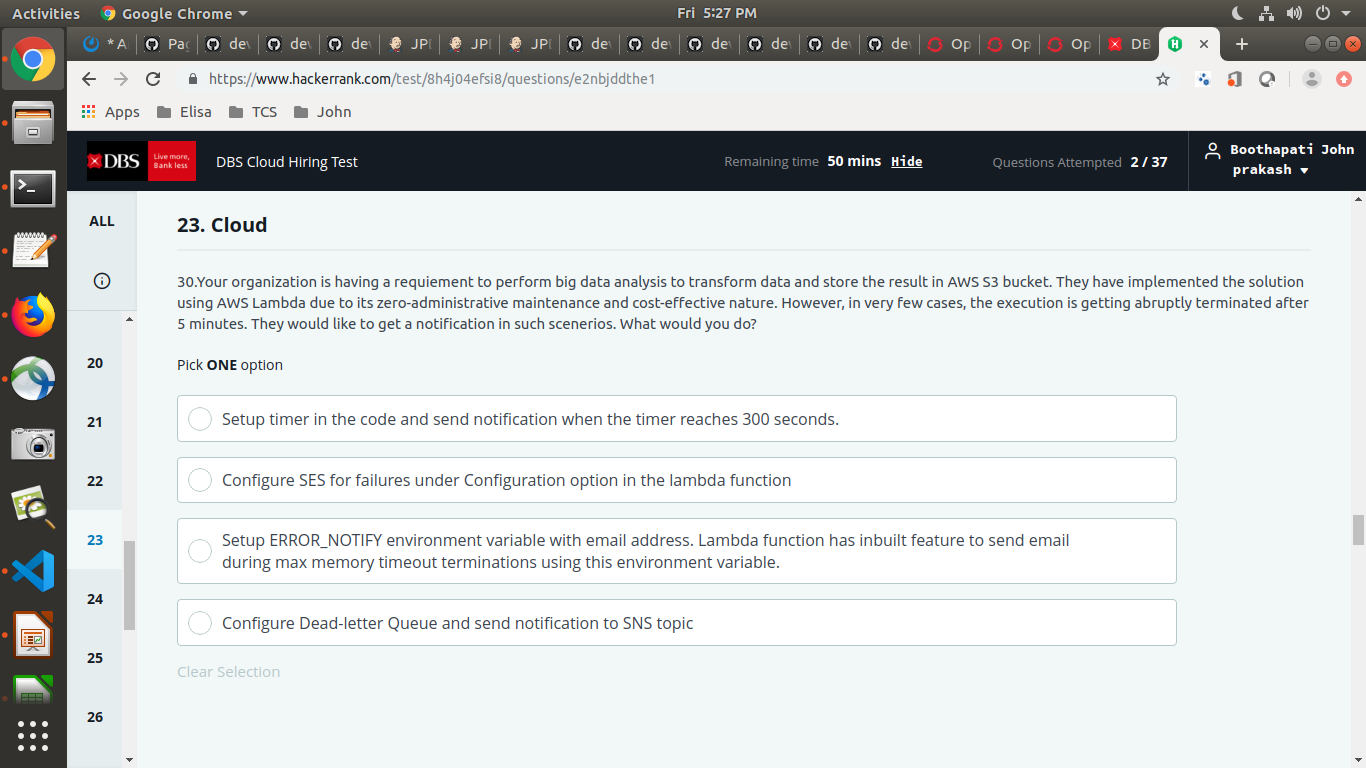 Activities Google Chrome Fri 5:27 PM
* A Pag dev dev dev JPI JPI JPI dev dev dev dev dev dev Op Op Op DB
https://www.hackerrank.com/test/8h4j04efsi8/questions/e2nbjddthe1
Apps Elisa TCS John
DBS Live more, Bank less DBS Cloud Hiring Test Remaining time 50 mins Hide Questions Attempted 2 / 37 Boothapati John prakash
ALL
23. Cloud
30.Your organization is having a requiement to perform big data analysis to transform data and store the result in AWS S3 bucket. They have implemented the solution
using AWS Lambda due to its zero-administrative maintenance and cost-effective nature. However, in very few cases, the execution is getting abruptly terminated after
5 minutes. They would like to get a notification in such scenerios. What would you do?
Pick ONE option
Setup timer in the code and send notification when the timer reaches 300 seconds.
Configure SES for failures under Configuration option in the lambda function
Setup ERROR_NOTIFY environment variable with email address. Lambda function has inbuilt feature to send email
during max memory timeout terminations using this environment variable.
Configure Dead-letter Queue and send notification to SNS topic
Clear Selection
20
21
22
23
24
25
26